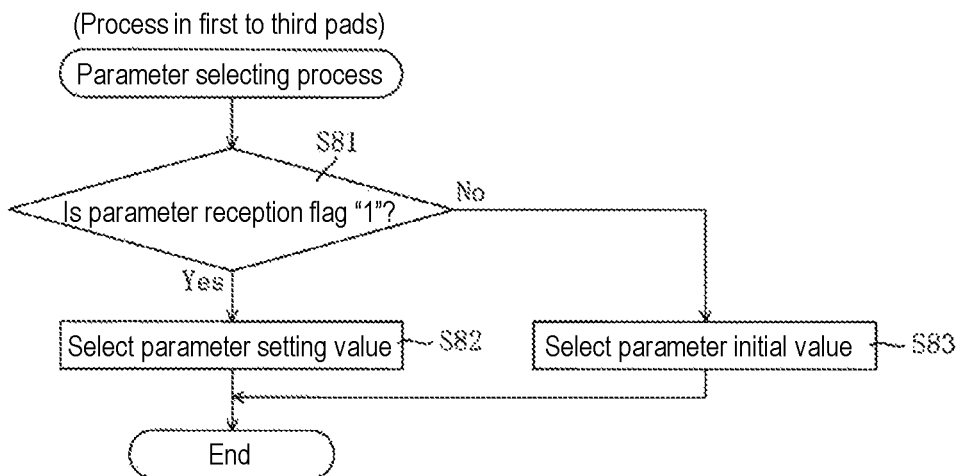 (Process in first to third pads)
Parameter selecting process
S81
Is parameter reception flag “1”?
No
Yes
Select parameter setting value
S82
Select parameter initial value
S83
End